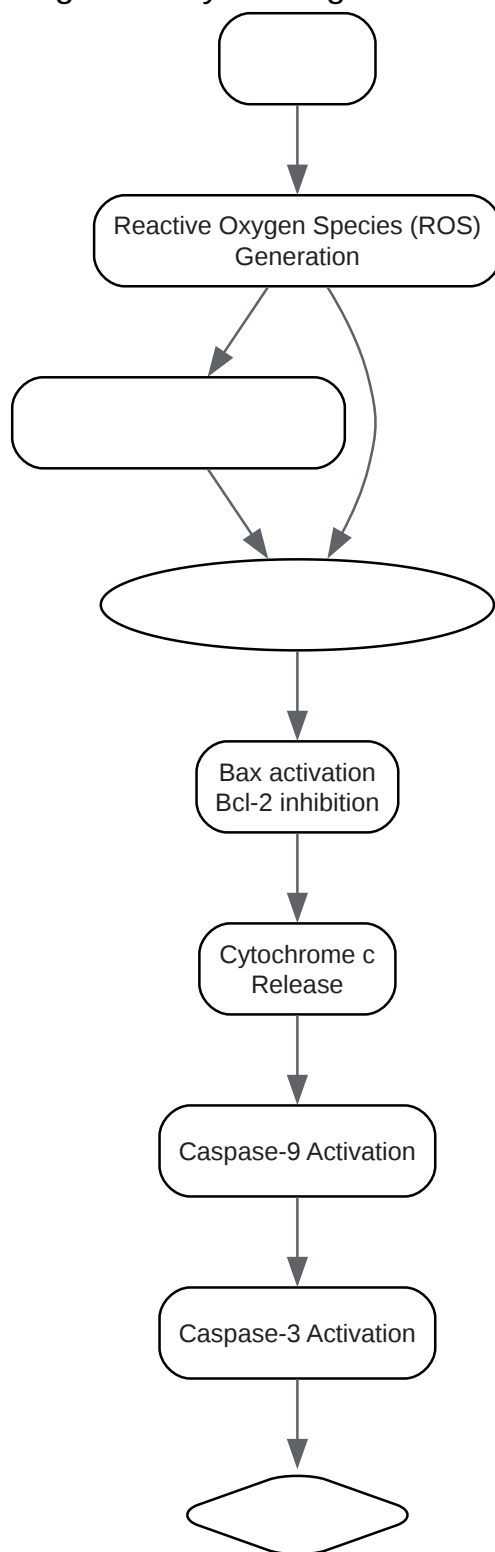 Reactive Oxygen Species (ROS)
Generation
Bax activation
Bcl-2 inhibition
Cytochrome c
Release
Caspase-9 Activation
Caspase-3 Activation